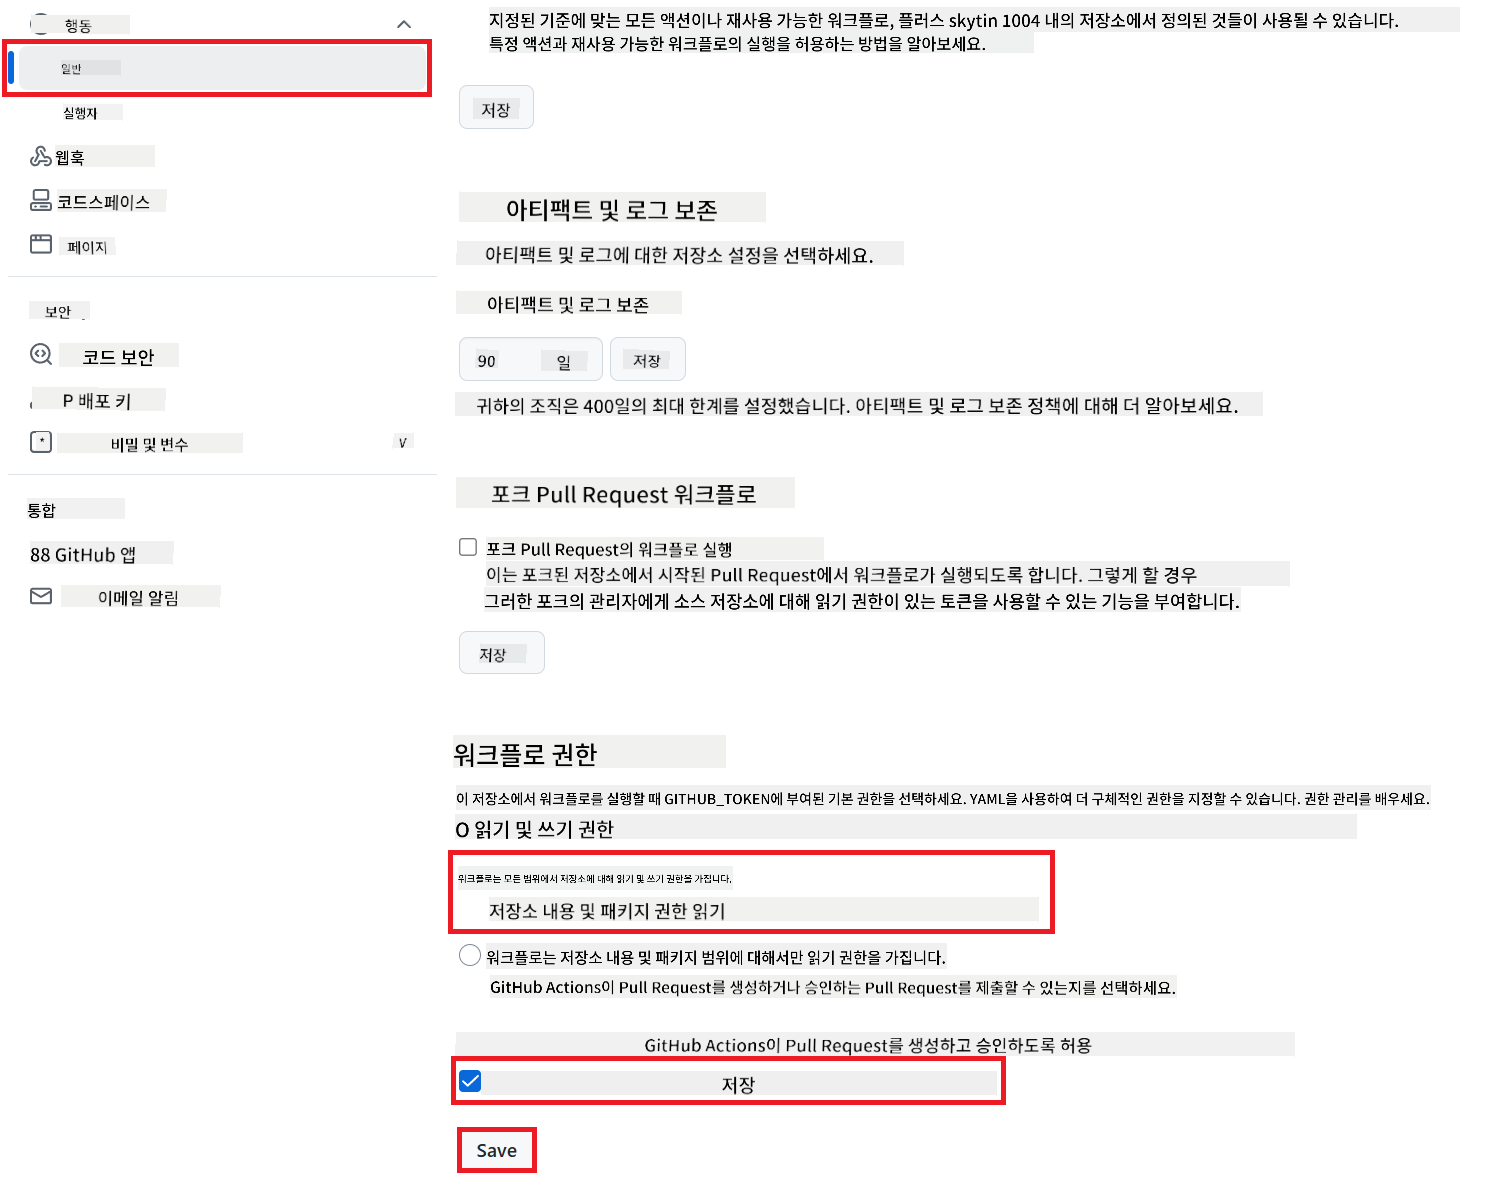 행동
일반
실행자
웹훅
코드스페이스
페이지
보안
코드 보안
P 배포 키
비밀 및 변수
V
통합
88 GitHub 앱
이메일 알림
지정된 기준에 맞는 모든 액션이나 재사용 가능한 워크플로, 플러스 skytin 1004 내의 저장소에서 정의된 것들이 사용될 수 있습니다.
특정 액션과 재사용 가능한 워크플로의 실행을 허용하는 방법을 알아보세요.
저장
아티팩트 및 로그 보존
아티팩트 및 로그에 대한 저장소 설정을 선택하세요.
아티팩트 및 로그 보존
90 일 저장
귀하의 조직은 400일의 최대 한계를 설정했습니다. 아티팩트 및 로그 보존 정책에 대해 더 알아보세요.
포크 Pull Request 워크플로
포크 Pull Request의 워크플로 실행
이는 포크된 저장소에서 시작된 Pull Request에서 워크플로가 실행되도록 합니다. 그렇게 할 경우
그러한 포크의 관리자에게 소스 저장소에 대해 읽기 권한이 있는 토큰을 사용할 수 있는 기능을 부여합니다.
저장
워크플로 권한
이 저장소에서 워크플로를 실행할 때 GITHUB_TOKEN에 부여된 기본 권한을 선택하세요. YAML을 사용하여 더 구체적인 권한을 지정할 수 있습니다. 권한 관리를 배우세요.
O 읽기 및 쓰기 권한
워크플로는 모든 범위에서 저장소에 대해 읽기 및 쓰기 권한을 가집니다.
저장소 내용 및 패키지 권한 읽기
워크플로는 저장소 내용 및 패키지 범위에 대해서만 읽기 권한을 가집니다.
GitHub Actions이 Pull Request를 생성하거나 승인하는 Pull Request를 제출할 수 있는지를 선택하세요.
GitHub Actions이 Pull Request를 생성하고 승인하도록 허용
저장
Save